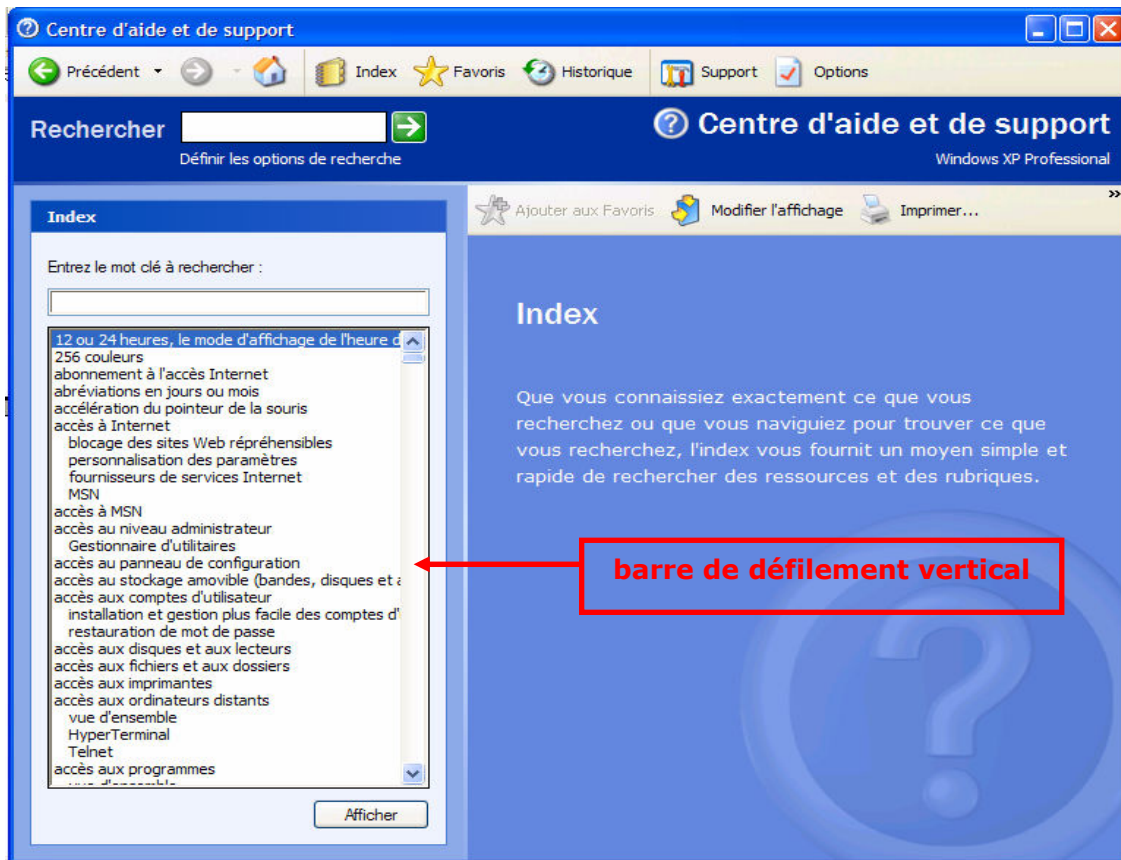 Centre d'aide et de support
Précédent Index Favoris Historique Support Options
Rechercher
Définir les options de recherche
Centre d'aide et de support
Windows XP Professional
Index
Entrez le mot clé à rechercher :
12 ou 24 heures, le mode d'affichage de l'heure d
256 couleurs
abonnement à l'accès Internet
abréviations en jours ou mois
accélération du pointeur de la souris
accès à Internet
blocage des sites Web répréhensibles
personnalisation des paramètres
fournisseurs de services Internet
MSN
accès à MSN
accès au niveau administrateur
Gestionnaire d'utilitaires
accès au panneau de configuration
accès au stockage amovible (bandes, disques et a
accès aux comptes d'utilisateur
installation et gestion plus facile des comptes d'
restauration de mot de passe
accès aux disques et aux lecteurs
accès aux fichiers et aux dossiers
accès aux imprimantes
accès aux ordinateurs distants
vue d'ensemble
HyperTerminal
Telnet
accès aux programmes
Afficher
Ajouter aux Favoris Modifier l'affichage Imprimer... »
Index
Que vous connaissiez exactement ce que vous
recherchez ou que vous naviguiez pour trouver ce que
vous recherchez, l'index vous fournit un moyen simple et
rapide de rechercher des ressources et des rubriques.
barre de défilement vertical